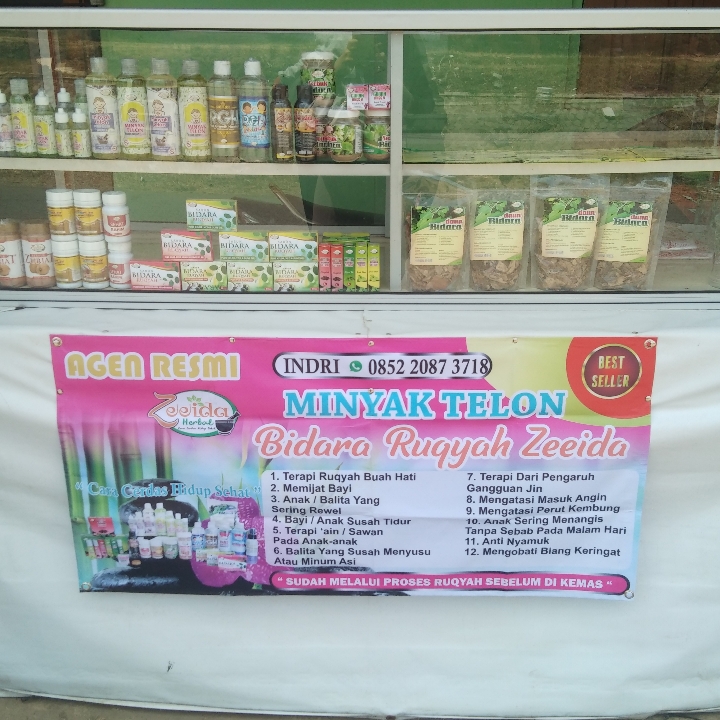 MINYAK TELON
DAUN Bidara
DAUN Bidara
DAUN Bidara
DAUN Bidara
BIDARA
BIDARA
BIDARA
BIDARA
BIDARA
AGEN RESMI
INDRI 0852 2087 3718
BEST SELLER
Zeeida
Herbal
MINYAK TELON
Bidara Ruqyah Zeeida
" Cara Cerdas Hidup Sehat "
1. Terapi Ruqyah Buah Hati
2. Memijat Bayi
3. Anak / Balita Yang
Sering Rewel
4. Bayi / Anak Susah Tidur
5. Terapi 'ain / Sawan
Pada Anak-anak
6. Balita Yang Susah Menyusu
Atau Minum Asi
7. Terapi Dari Pengaruh
Gangguan Jin
8. Mengatasi Masuk Angin
9. Mengatasi Perut Kembung
10. Anak Sering Menangis
Tanpa Sebab Pada Malam Hari
11. Anti Nyamuk
12. Mengobati Biang Keringat
" SUDAH MELALUI PROSES RUQYAH SEBELUM DI KEMAS "